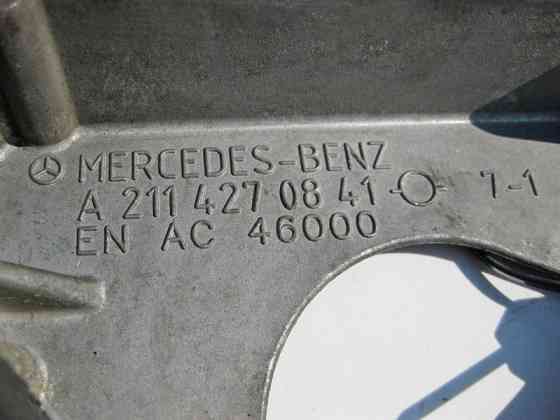 MERCEDES-BENZ
A 211 427 08 41 7-1
EN AC 46000